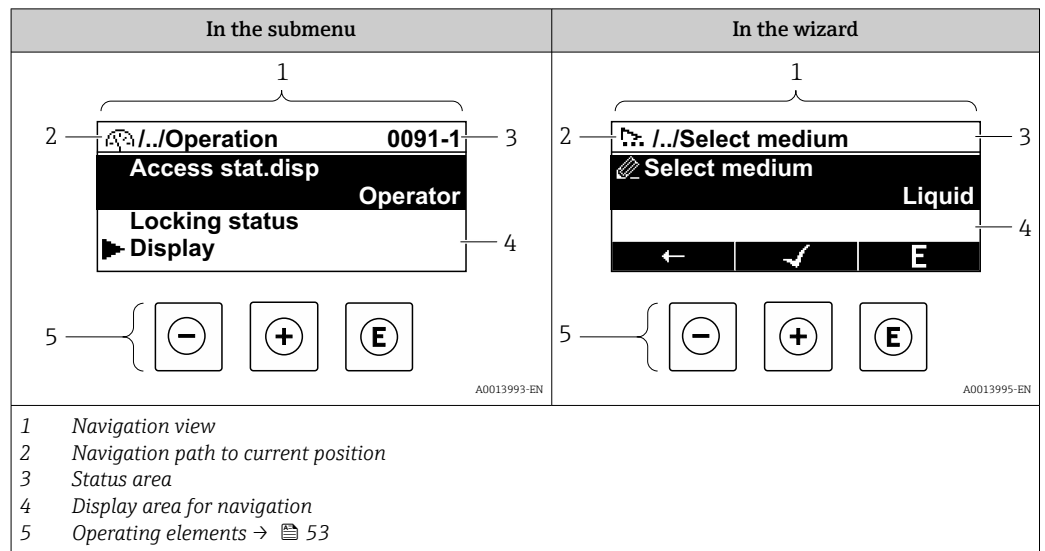 In the submenu
In the wizard
1
2
/../Operation 0091-1
3
Access stat.disp
Operator
Locking status
Display
4
5
- + E
A0013993-EN
1
2
/../Select medium
3
Select medium
Liquid
4
← ✓ E
5
- + E
A0013995-EN
1 Navigation view
2 Navigation path to current position
3 Status area
4 Display area for navigation
5 Operating elements → 53